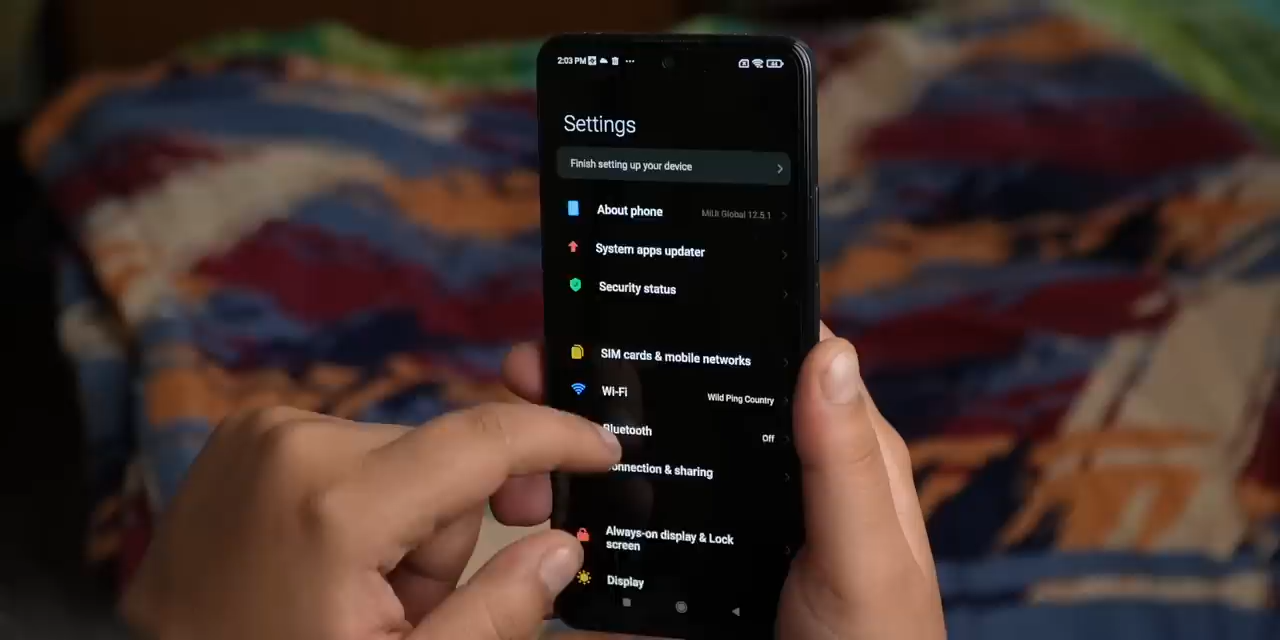 2:03 PM
Settings
Finish setting up your device
About phone
MIUI Global 12.5.1
System apps updater
Security status
SIM cards & mobile networks
Wi-Fi
Wild Ping Country
Bluetooth
Off
onnection & sharing
Always-on display & Lock
screen
Display